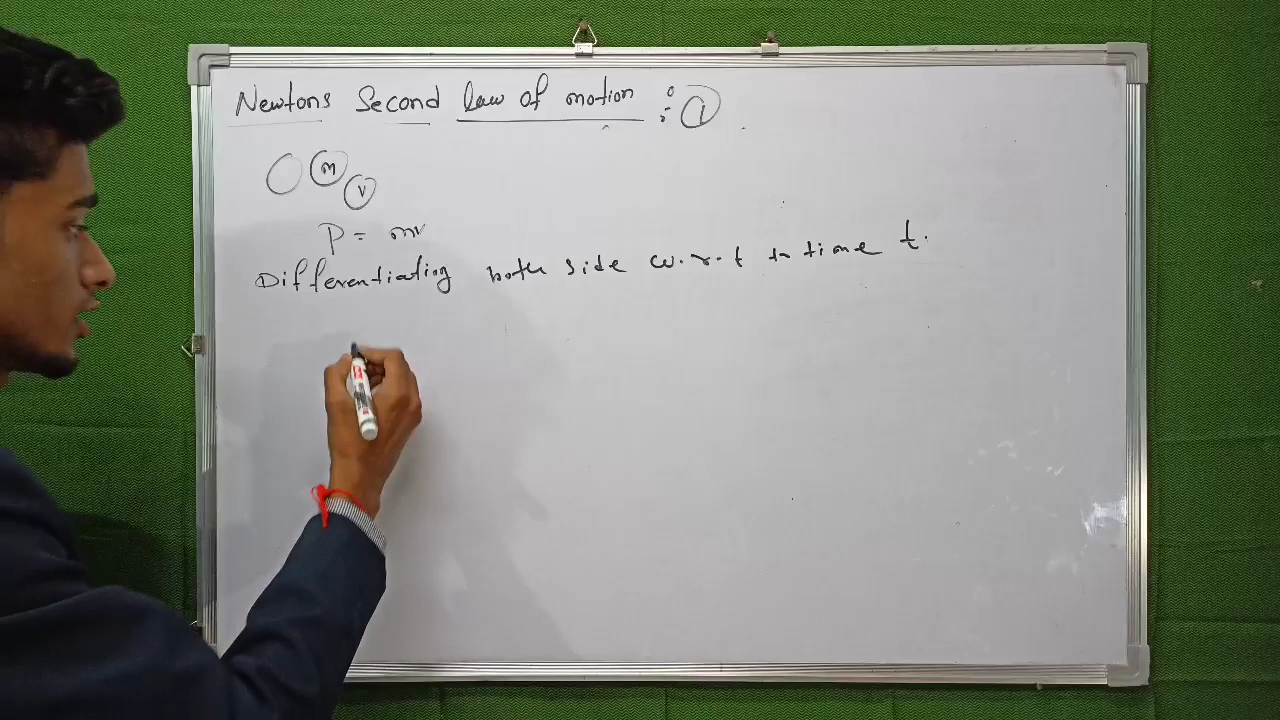 Newtons Second law of motion : 1
m
v
P = mv
Differentiating both side w.r.t to time t.